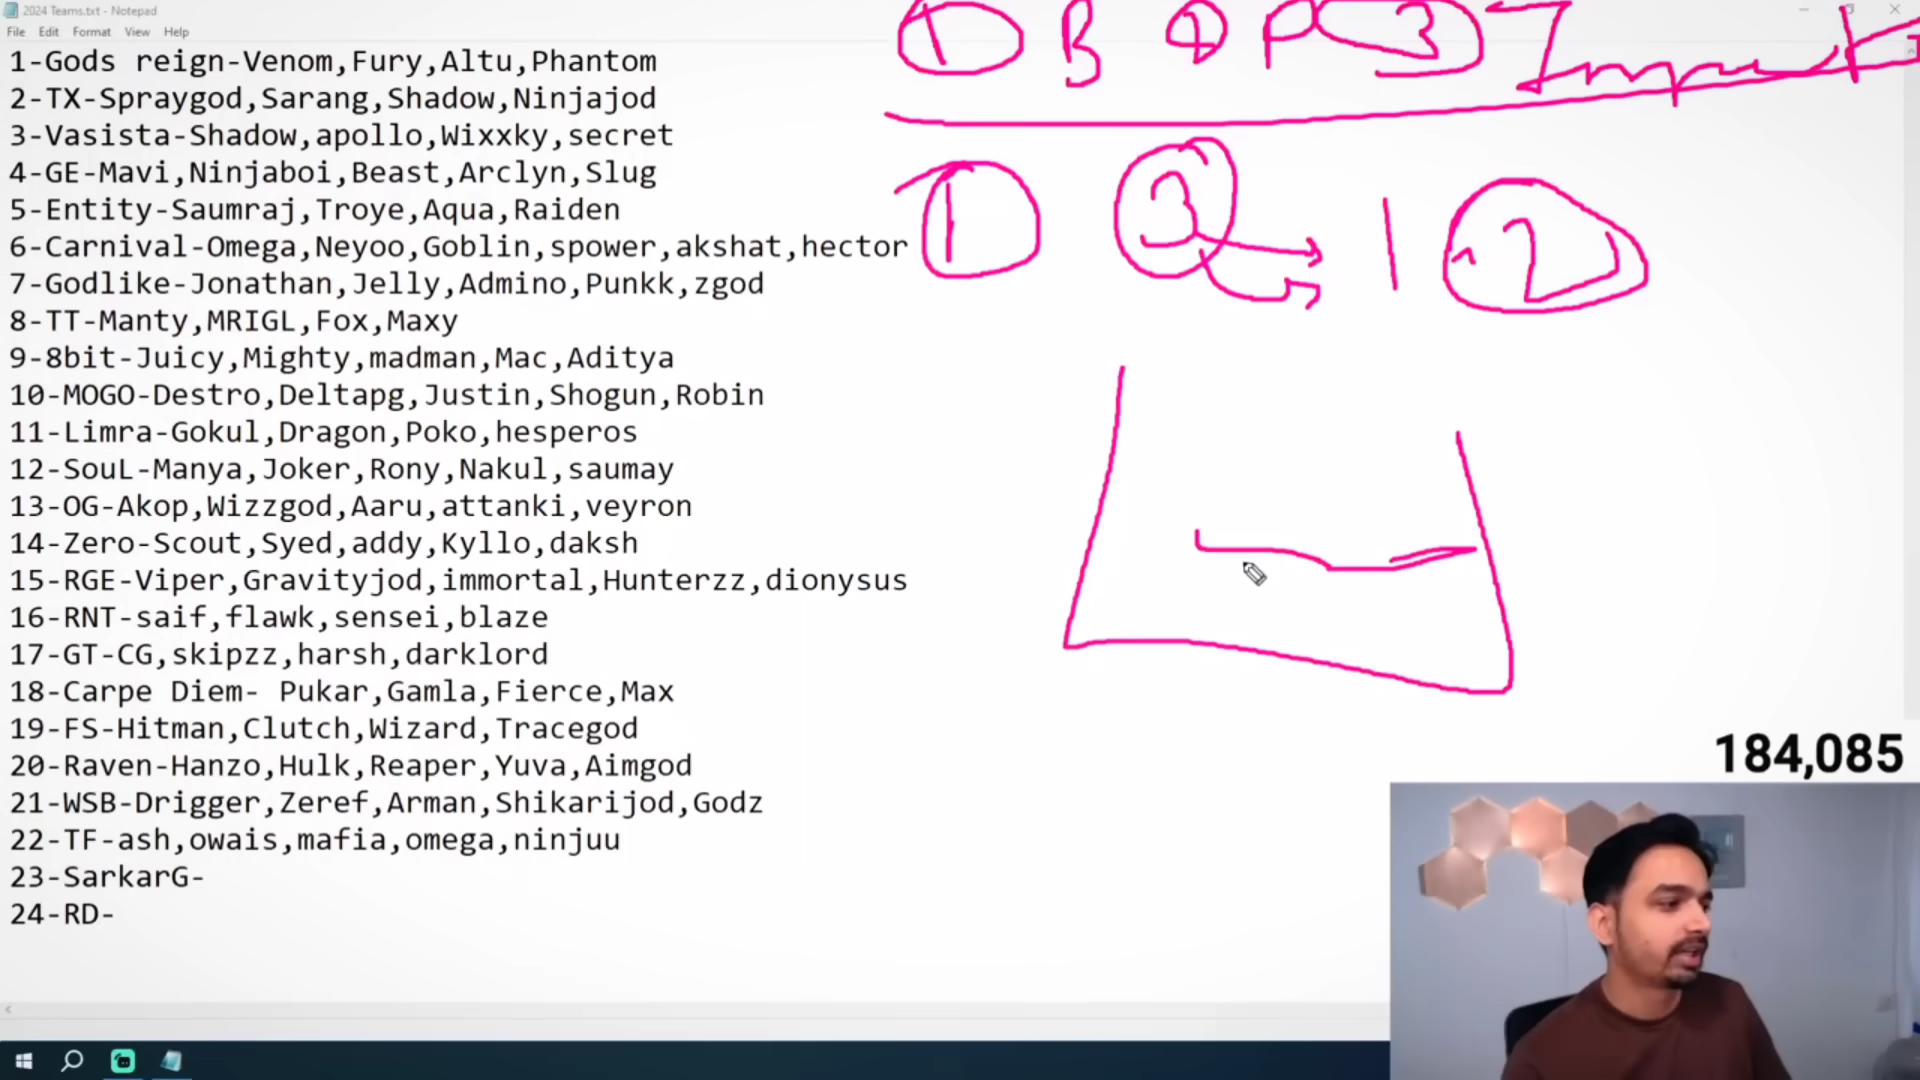 2024 Teams.txt - Notepad
File Edit Format View Help
1-Gods reign-Venom,Fury,Altu,Phantom
2-TX-Spraygod,Sarang,Shadow,Ninjajod
3-Vasista-Shadow,apollo,Wixxky,secret
4-GE-Mavi,Ninjaboi,Beast,Arclyn,Slug
5-Entity-Saumraj,Troye,Aqua,Raiden
6-Carnival-Omega,Neyoo,Goblin,spower,akshat,hector
7-Godlike-Jonathan,Jelly,Admino,Punkk,zgod
8-TT-Manty,MRIGL,Fox,Maxy
9-8bit-Juicy,Mighty,madman,Mac,Aditya
10-MOGO-Destro,Deltapg,Justin,Shogun,Robin
11-Limra-Gokul,Dragon,Poko,hesperos
12-SouL-Manya,Joker,Rony,Nakul,saumay
13-OG-Akop,Wizzgod,Aaru,attanki,veyron
14-Zero-Scout,Syed,addy,Kyllo,daksh
15-RGE-Viper,Gravityjod,immortal,Hunterzz,dionysus
16-RNT-saif,flawk,sensei,blaze
17-GT-CG,skipzz,harsh,darklord
18-Carpe Diem- Pukar,Gamla,Fierce,Max
19-FS-Hitman,Clutch,Wizard,Tracegod
20-Raven-Hanzo,Hulk,Reaper,Yuva,Aimgod
21-WSB-Drigger,Zeref,Arman,Shikarijod,Godz
22-TF-ash,owais,mafia,omega,ninjuu
23-SarkarG-
24-RD-
1 3 1 2
184,085